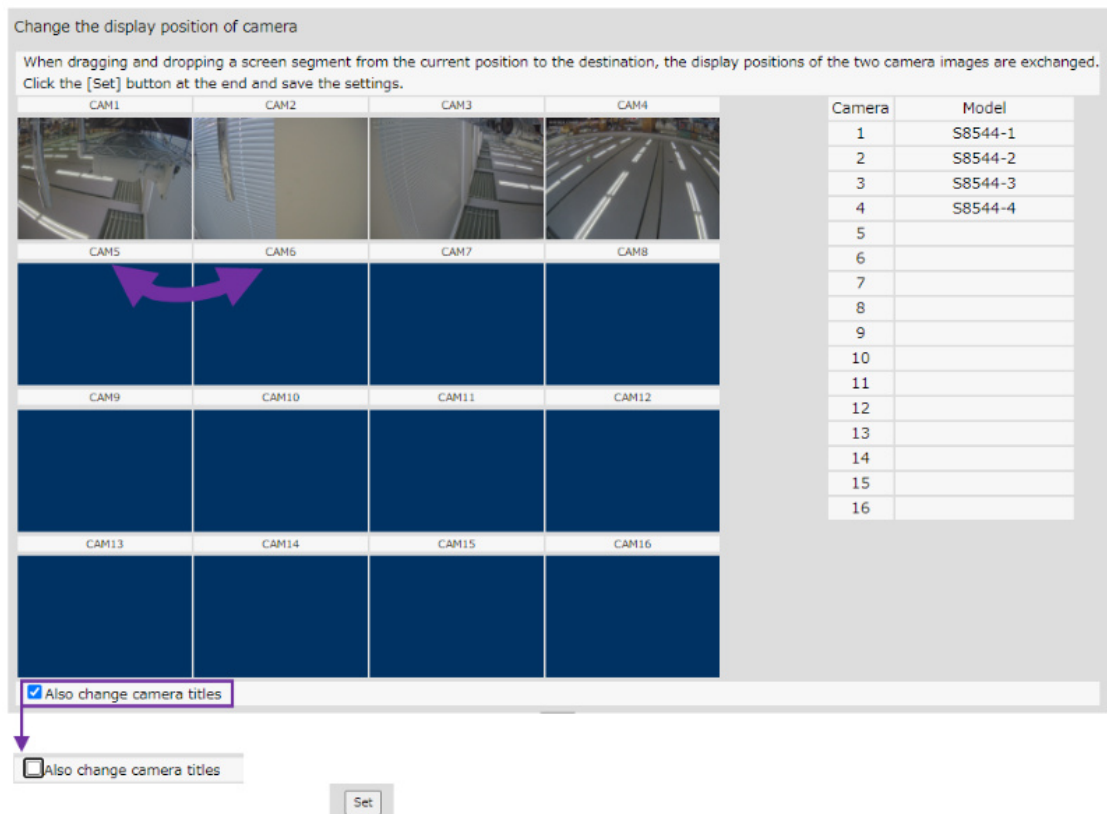 Change the display position of camera
When dragging and dropping a screen segment from the current position to the destination, the display positions of the two camera images are exchanged.
Click the [Set] button at the end and save the settings.
CAM1 CAM2 CAM3 CAM4
CAM5 CAM6 CAM7 CAM8
CAM9 CAM10 CAM11 CAM12
CAM13 CAM14 CAM15 CAM16
Camera Model
1 S8544-1
2 S8544-2
3 S8544-3
4 S8544-4
5
6
7
8
9
10
11
12
13
14
15
16
Also change camera titles
Also change camera titles
Set